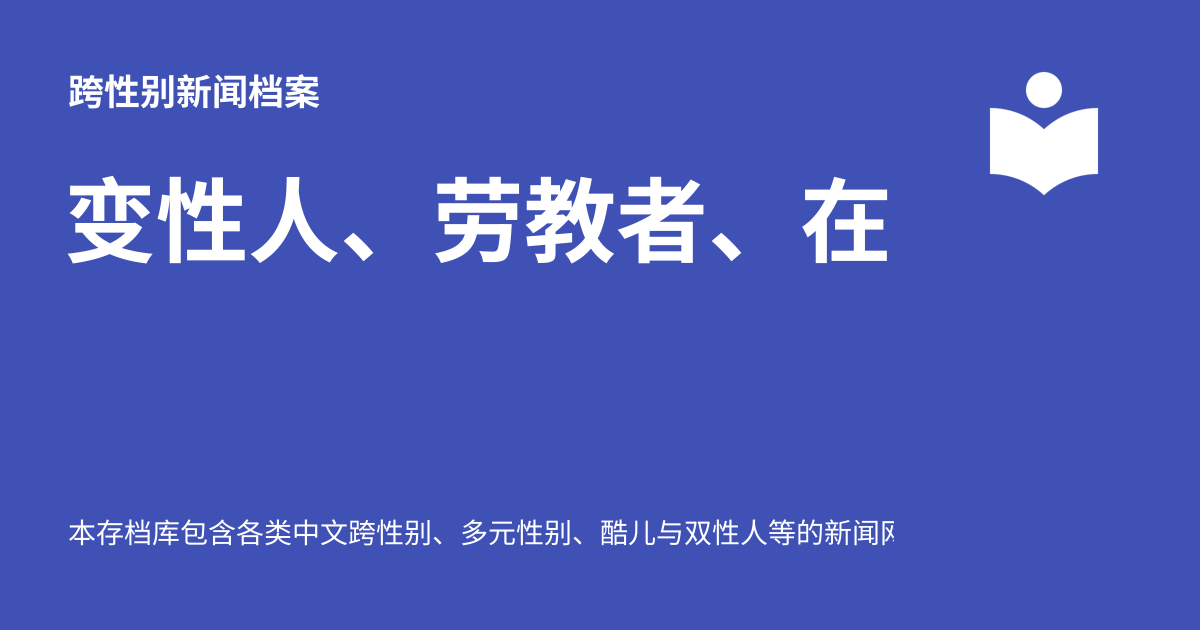 跨性别新闻档案
变性人、劳教者、在
本存档库包含各类中文跨性别、多元性别、酷儿与双性人等的新闻网